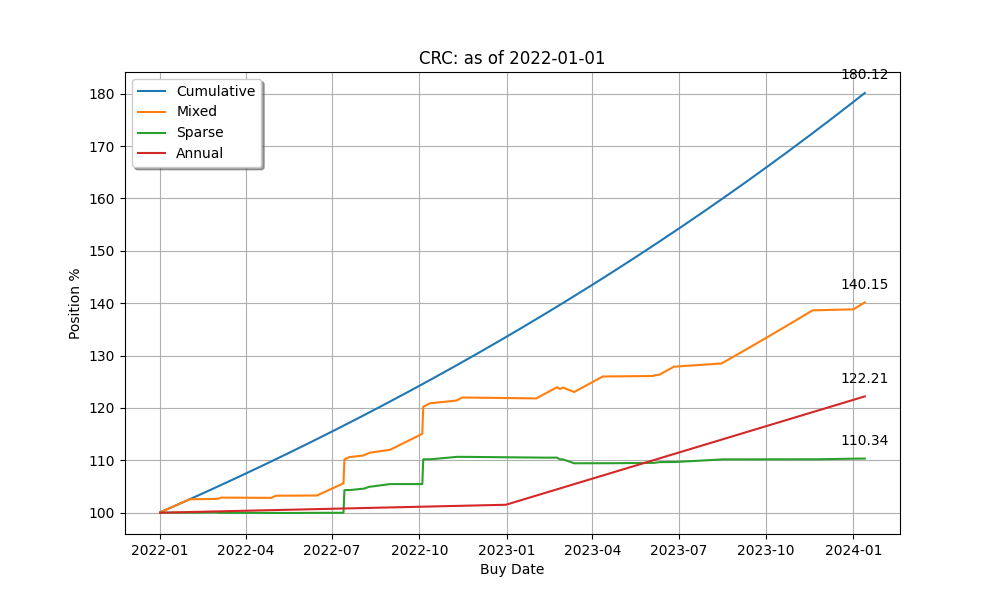 CRC: as of 2022-01-01
180.12
180
Cumulative
Mixed
Sparse
Annual
170
160
150
140.15
140
130
122.21
120
110.34
110
100
Position %
2022-01 2022-04 2022-07 2022-10 2023-01 2023-04 2023-07 2023-10 2024-01
Buy Date